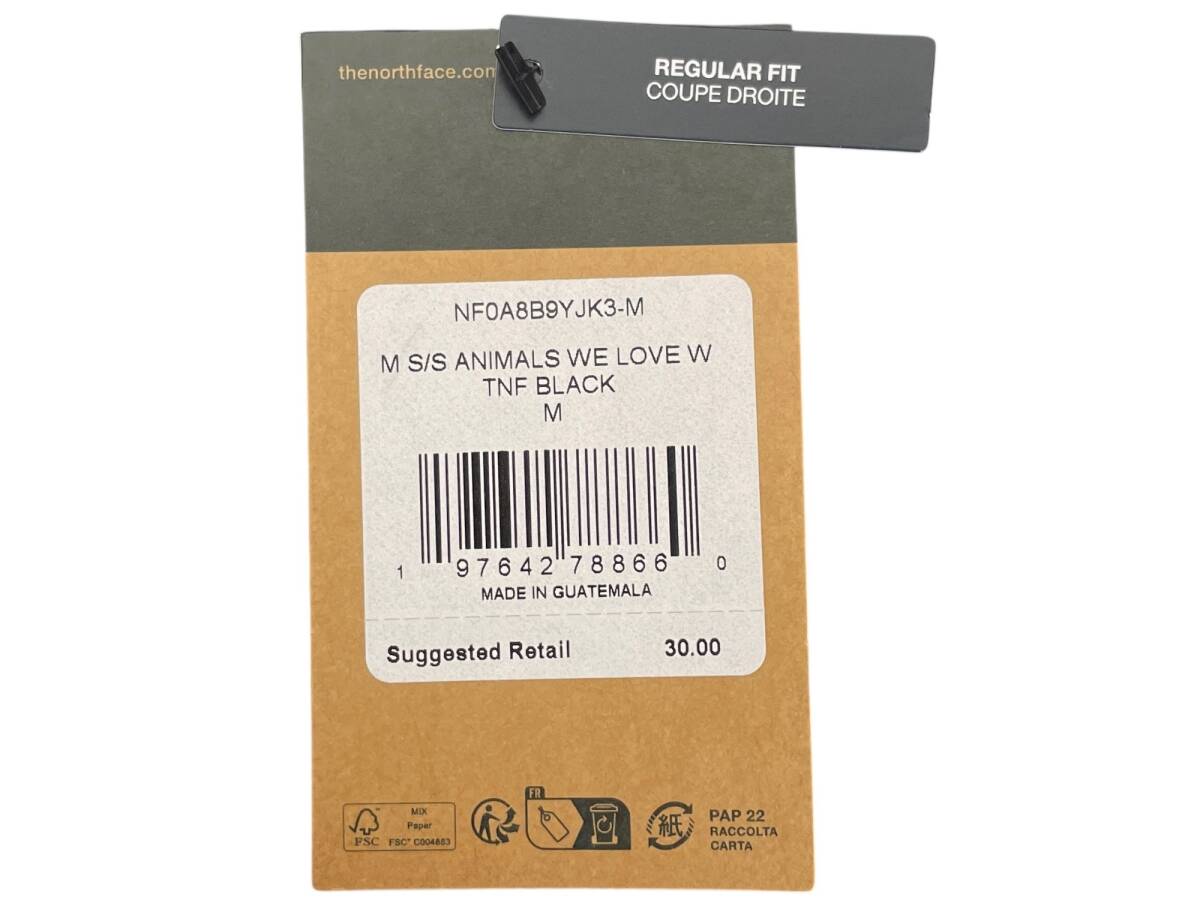 thenorthface.com
REGULAR FIT
COUPE DROITE
NF0A8B9YJK3-M
M S/S ANIMALS WE LOVE W
TNF BLACK
M
1 97642 78866 0
MADE IN GUATEMALA
Suggested Retail 30.00
FSC
MIX
Paper
FSC® C004853
FR
紙
PAP 22
RACCOLTA
CARTA